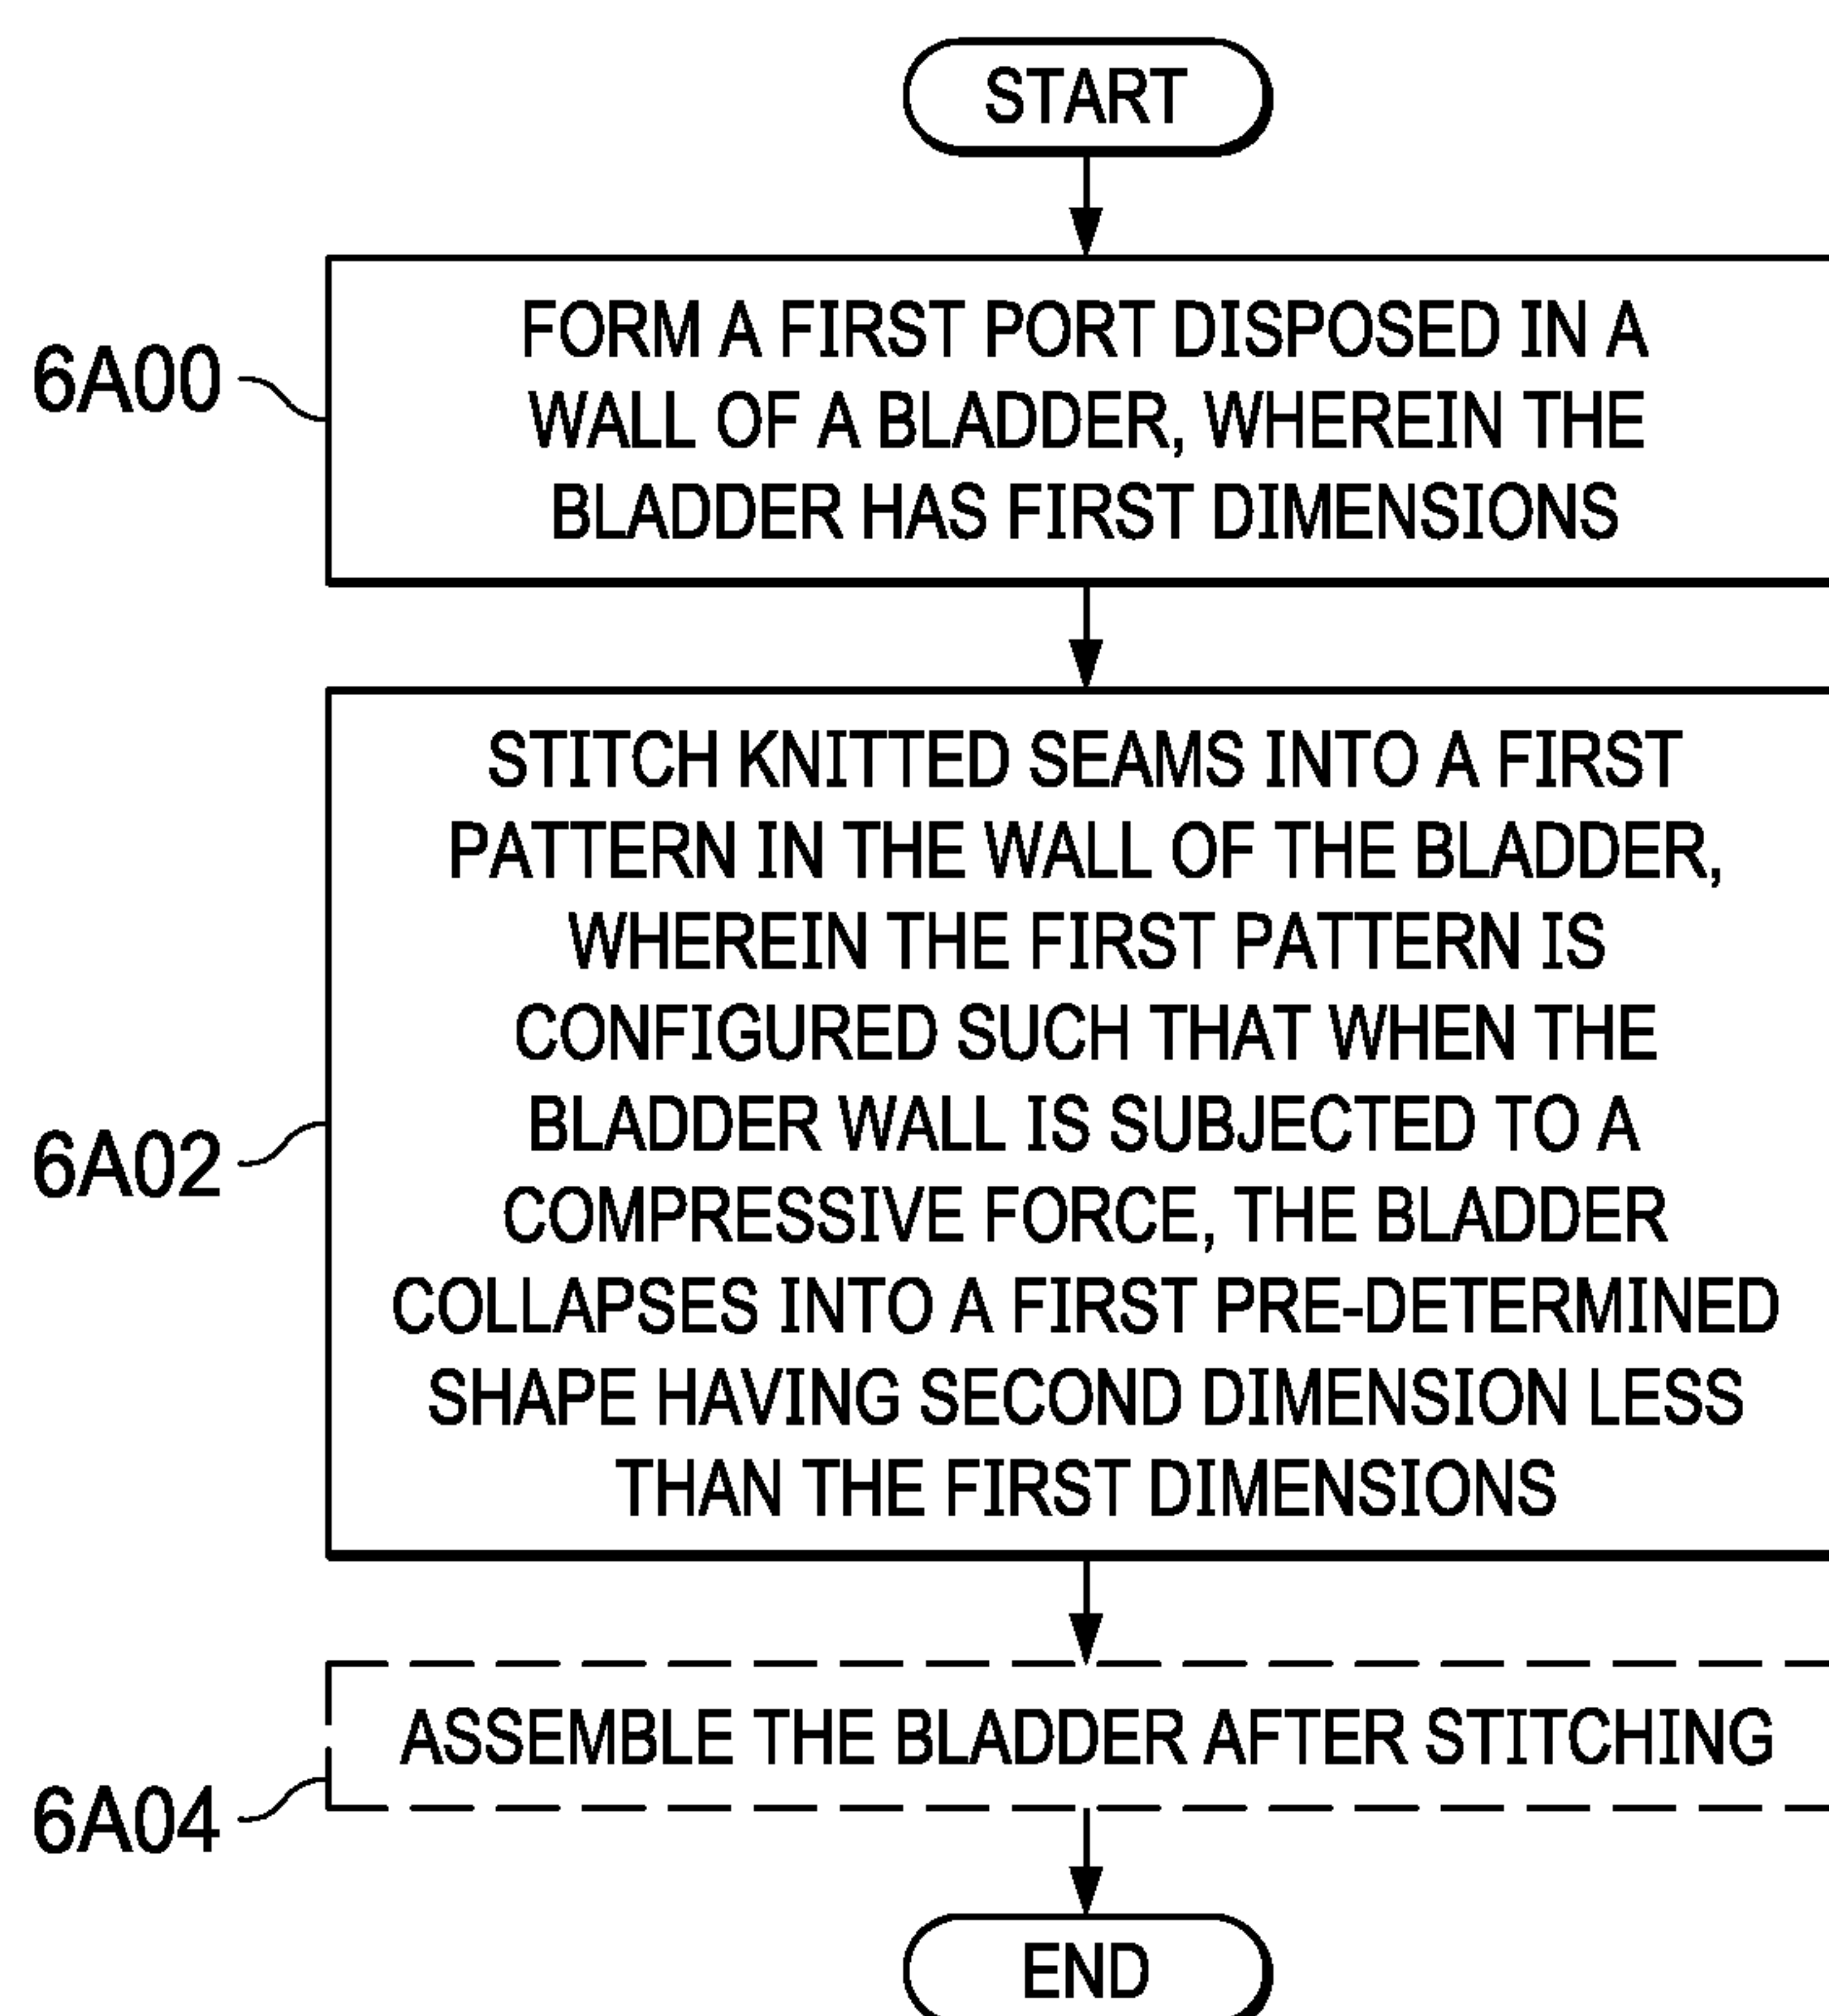 START
6A00
FORM A FIRST PORT DISPOSED IN A
WALL OF A BLADDER, WHEREIN THE
BLADDER HAS FIRST DIMENSIONS
6A02
STITCH KNITTED SEAMS INTO A FIRST
PATTERN IN THE WALL OF THE BLADDER,
WHEREIN THE FIRST PATTERN IS
CONFIGURED SUCH THAT WHEN THE
BLADDER WALL IS SUBJECTED TO A
COMPRESSIVE FORCE, THE BLADDER
COLLAPSES INTO A FIRST PRE-DETERMINED
SHAPE HAVING SECOND DIMENSION LESS
THAN THE FIRST DIMENSIONS
6A04
ASSEMBLE THE BLADDER AFTER STITCHING
END